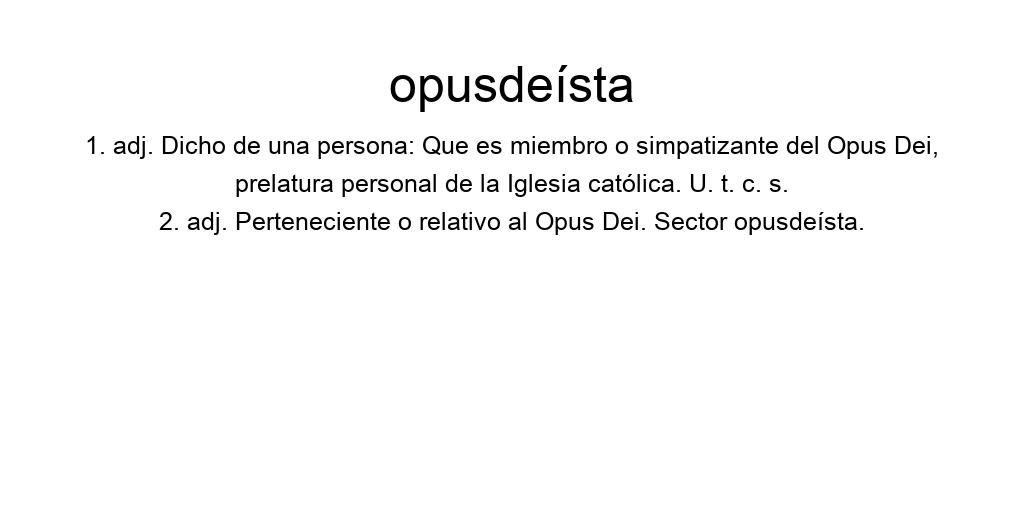 opusdeísta
1. adj. Dicho de una persona: Que es miembro o simpatizante del Opus Dei,
prelatura personal de la Iglesia católica. U. t. c. s.
2. adj. Perteneciente o relativo al Opus Dei. Sector opusdeísta.